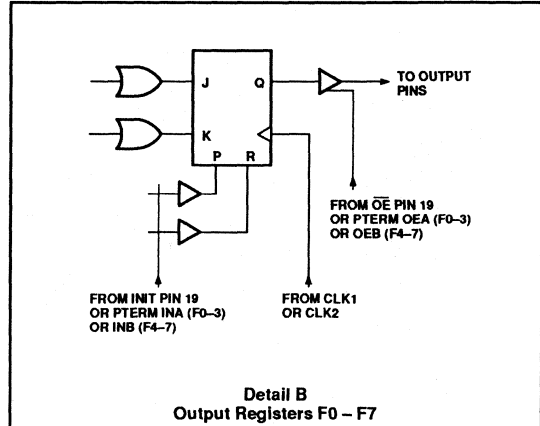 J
Q
TO OUTPUT
PINS
K
P
R
FROM O̅E̅ PIN 19
OR PTERM OEA (F0–3)
OR OEB (F4–7)
FROM INIT PIN 19
OR PTERM INA (F0–3)
OR INB (F4–7)
FROM CLK1
OR CLK2
Detail B
Output Registers F0 – F7